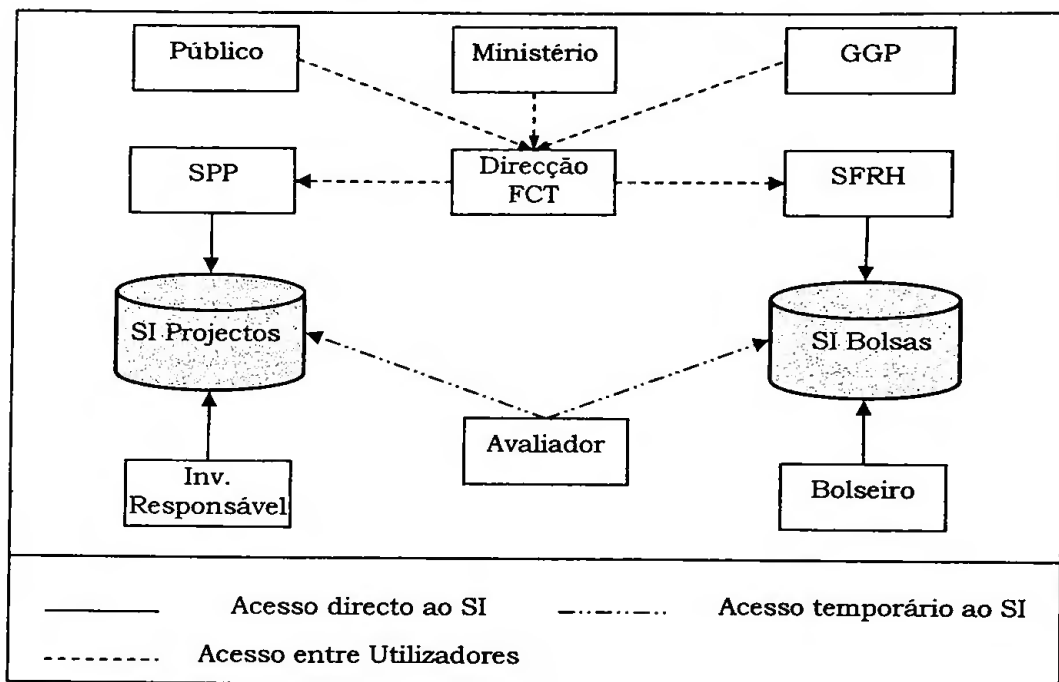 Público
Ministério
GGP
SPP
Direcção
FCT
SFRH
SI Projectos
SI Bolsas
Avaliador
Inv.
Responsável
Bolseiro
Acesso directo ao SI
Acesso temporário ao SI
Acesso entre Utilizadores